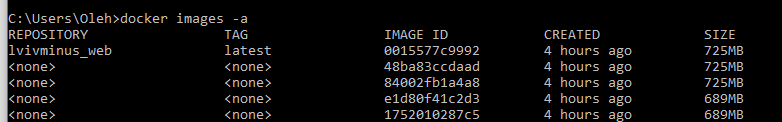 C:\Users\Oleh>docker images -a
REPOSITORY TAG IMAGE ID CREATED SIZE
lvivminus_web latest 0015577c9992 4 hours ago 725MB
<none> <none> 48ba83ccdaad 4 hours ago 725MB
<none> <none> 84002fb1a4a8 4 hours ago 725MB
<none> <none> e1d80f41c2d3 4 hours ago 689MB
<none> <none> 1752010287c5 4 hours ago 689MB